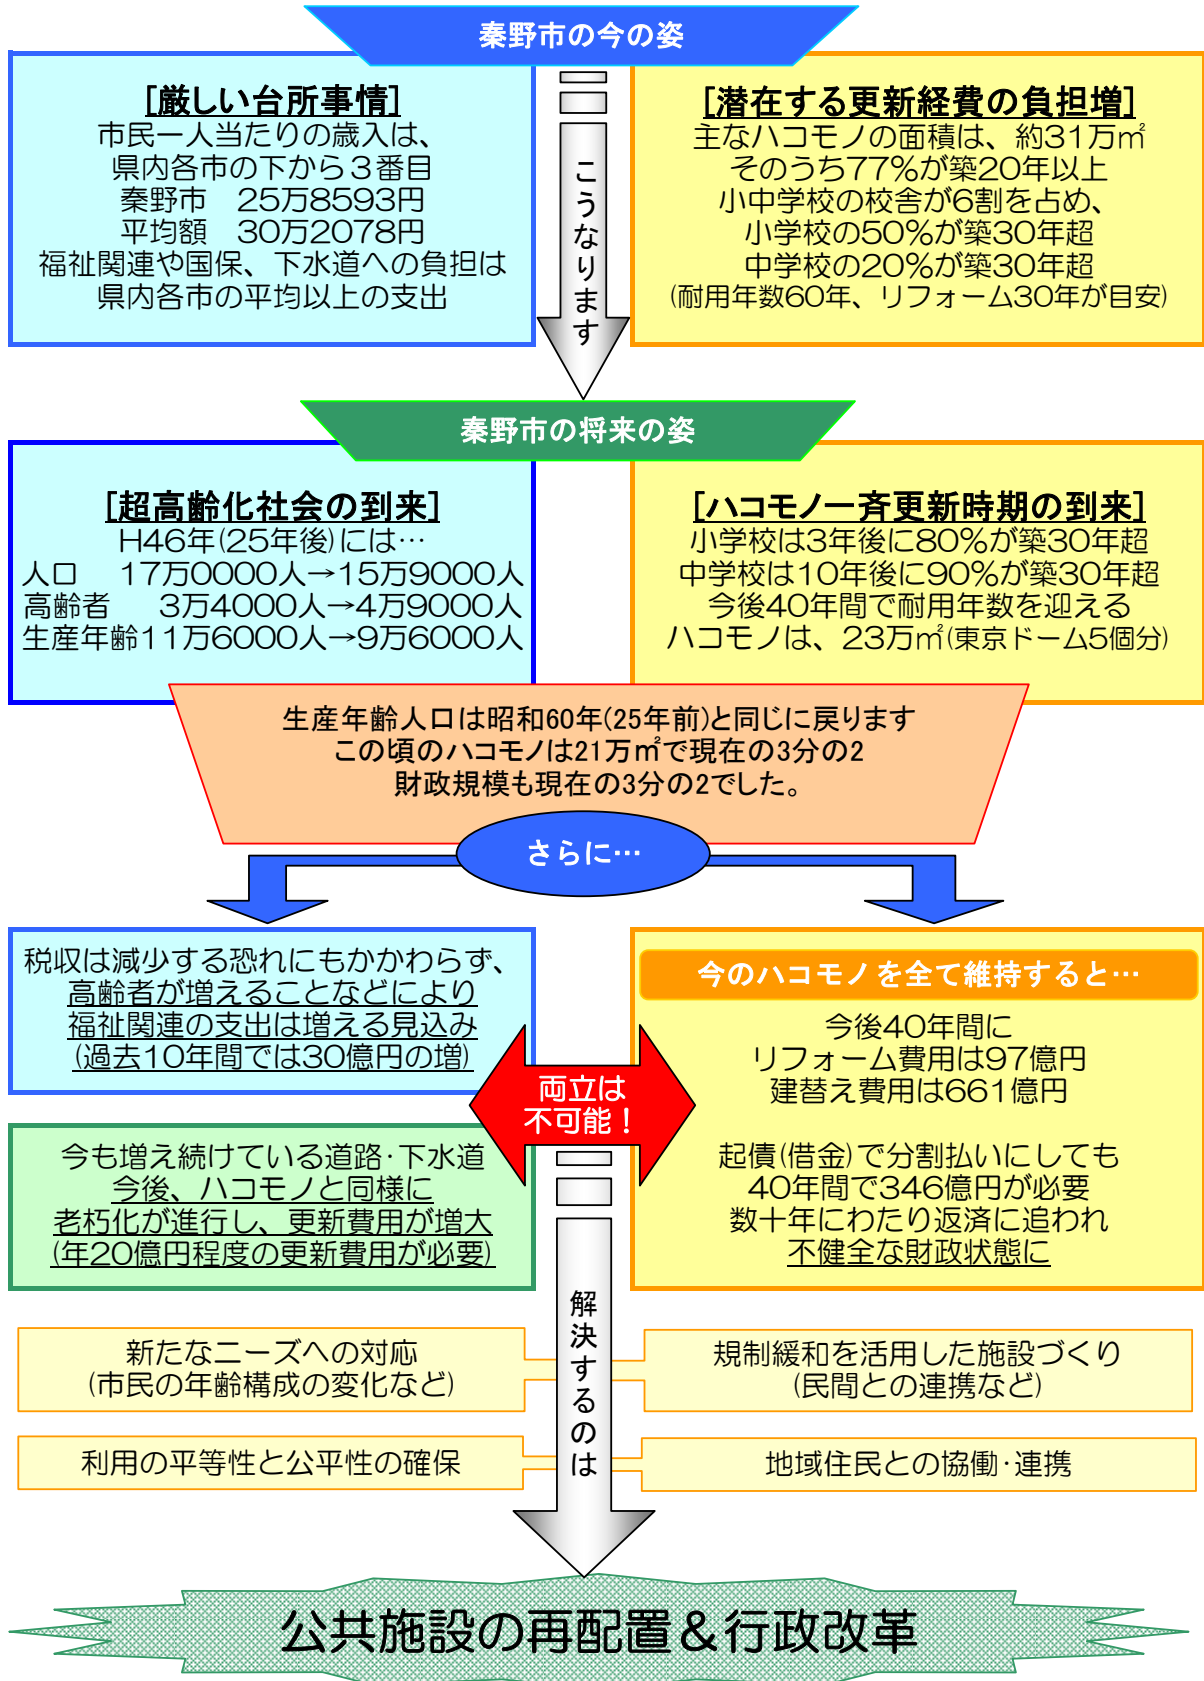 秦野市の今の姿
[厳しい台所事情]
市民一人当たりの歳入は、
県内各市の下から３番目
秦野市　25万8593円
平均額　30万2078円
福祉関連や国保、下水道への負担は
県内各市の平均以上の支出
こうなります
[潜在する更新経費の負担増]
主なハコモノの面積は、約31万㎡
そのうち77%が築20年以上
小中学校の校舎が6割を占め、
小学校の50%が築30年超
中学校の20%が築30年超
(耐用年数60年、リフォーム30年が目安)
秦野市の将来の姿
[超高齢化社会の到来]
H46年(25年後)には…
人口　17万0000人→15万9000人
高齢者　3万4000人→4万9000人
生産年齢11万6000人→9万6000人
[ハコモノ一斉更新時期の到来]
小学校は3年後に80%が築30年超
中学校は10年後に90%が築30年超
今後40年間で耐用年数を迎える
ハコモノは、23万㎡(東京ドーム5個分)
生産年齢人口は昭和60年(25年前)と同じに戻ります
この頃のハコモノは21万㎡で現在の3分の2
財政規模も現在の3分の2でした。
さらに…
税収は減少する恐れにもかかわらず、
高齢者が増えることなどにより
福祉関連の支出は増える見込み
(過去10年間では30億円の増)
今のハコモノを全て維持すると…
今後40年間に
リフォーム費用は97億円
建替え費用は661億円
起債(借金)で分割払いにしても
40年間で346億円が必要
数十年にわたり返済に追われ
不健全な財政状態に
両立は
不可能！
今も増え続けている道路・下水道
今後、ハコモノと同様に
老朽化が進行し、更新費用が増大
(年20億円程度の更新費用が必要)
解決するのは
新たなニーズへの対応
(市民の年齢構成の変化など)
規制緩和を活用した施設づくり
(民間との連携など)
利用の平等性と公平性の確保
地域住民との協働・連携
公共施設の再配置＆行政改革